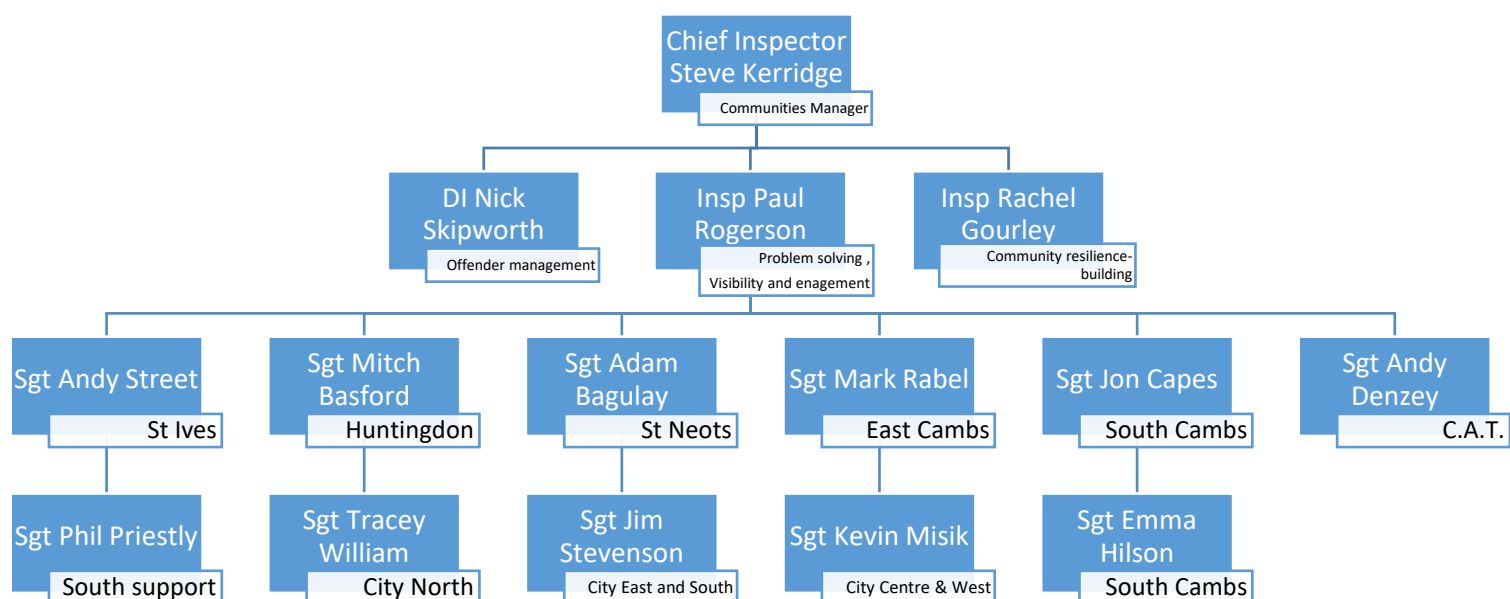 Chief Inspector
Steve Kerridge
Communities Manager
DI Nick
Skipworth
Offender management
Insp Paul
Rogerson
Problem solving ,
Visibility and enagement
Insp Rachel
Gourley
Community resilience-
building
Sgt Andy Street
St Ives
Sgt Mitch
Basford
Huntingdon
Sgt Adam
Bagulay
St Neots
Sgt Mark Rabel
East Cambs
Sgt Jon Capes
South Cambs
Sgt Andy
Denzey
C.A.T.
Sgt Phil Priestly
South support
Sgt Tracey
William
City North
Sgt Jim
Stevenson
City East and South
Sgt Kevin Misik
City Centre & West
Sgt Emma
Hilson
South Cambs